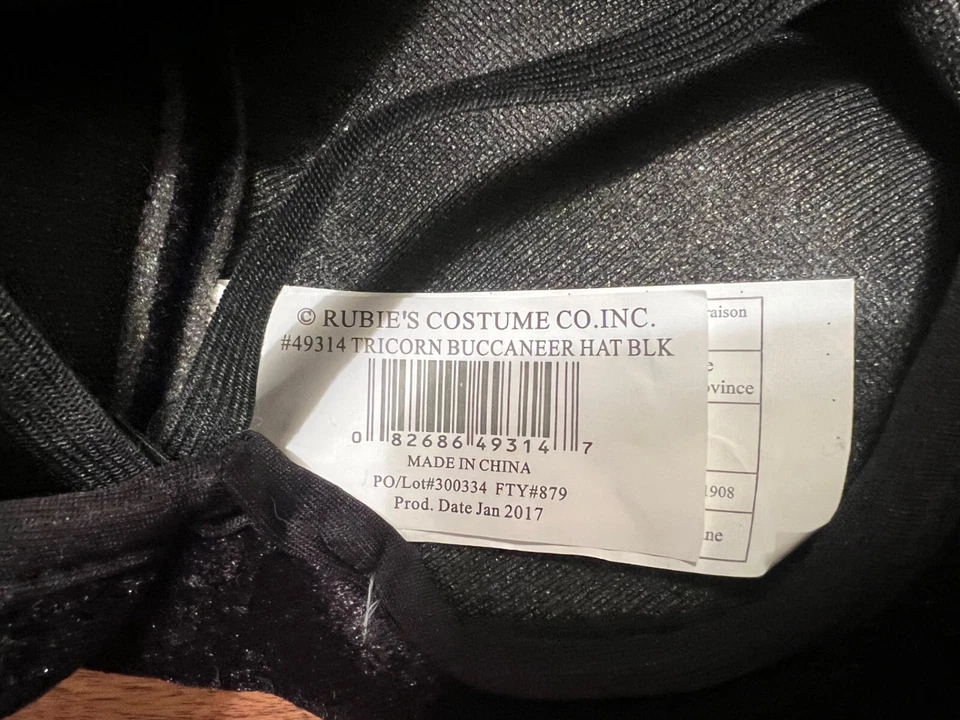 © RUBIE'S COSTUME CO.INC.
#49314 TRICORN BUCCANEER HAT BLK
0 82686 49314 7
MADE IN CHINA
PO/Lot#300334 FTY#879
Prod. Date Jan 2017
raison
e
ovince
1908
ne